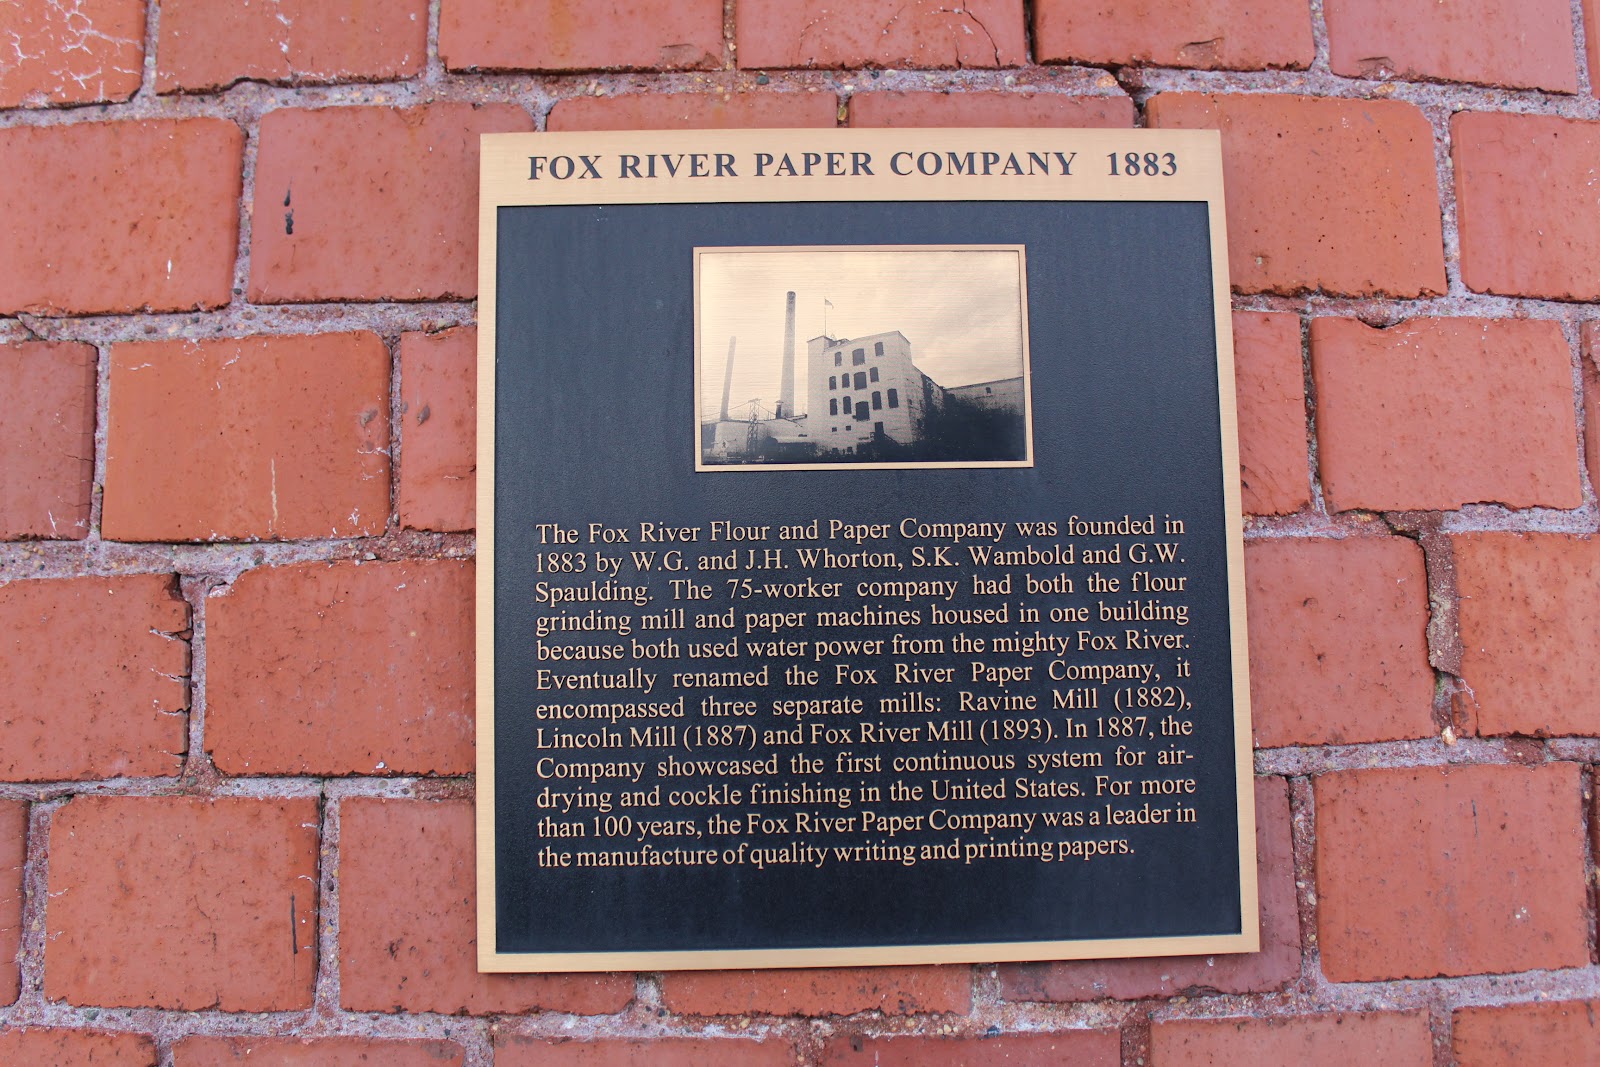 FOX RIVER PAPER COMPANY 1883
The Fox River Flour and Paper Company was founded in
1883 by W.G. and J.H. Whorton, S.K. Wambold and G.W.
Spaulding. The 75-worker company had both the flour
grinding mill and paper machines housed in one building
because both used water power from the mighty Fox River.
Eventually renamed the Fox River Paper Company, it
encompassed three separate mills: Ravine Mill (1882),
Lincoln Mill (1887) and Fox River Mill (1893). In 1887, the
Company showcased the first continuous system for air-
drying and cockle finishing in the United States. For more
than 100 years, the Fox River Paper Company was a leader in
the manufacture of quality writing and printing papers.